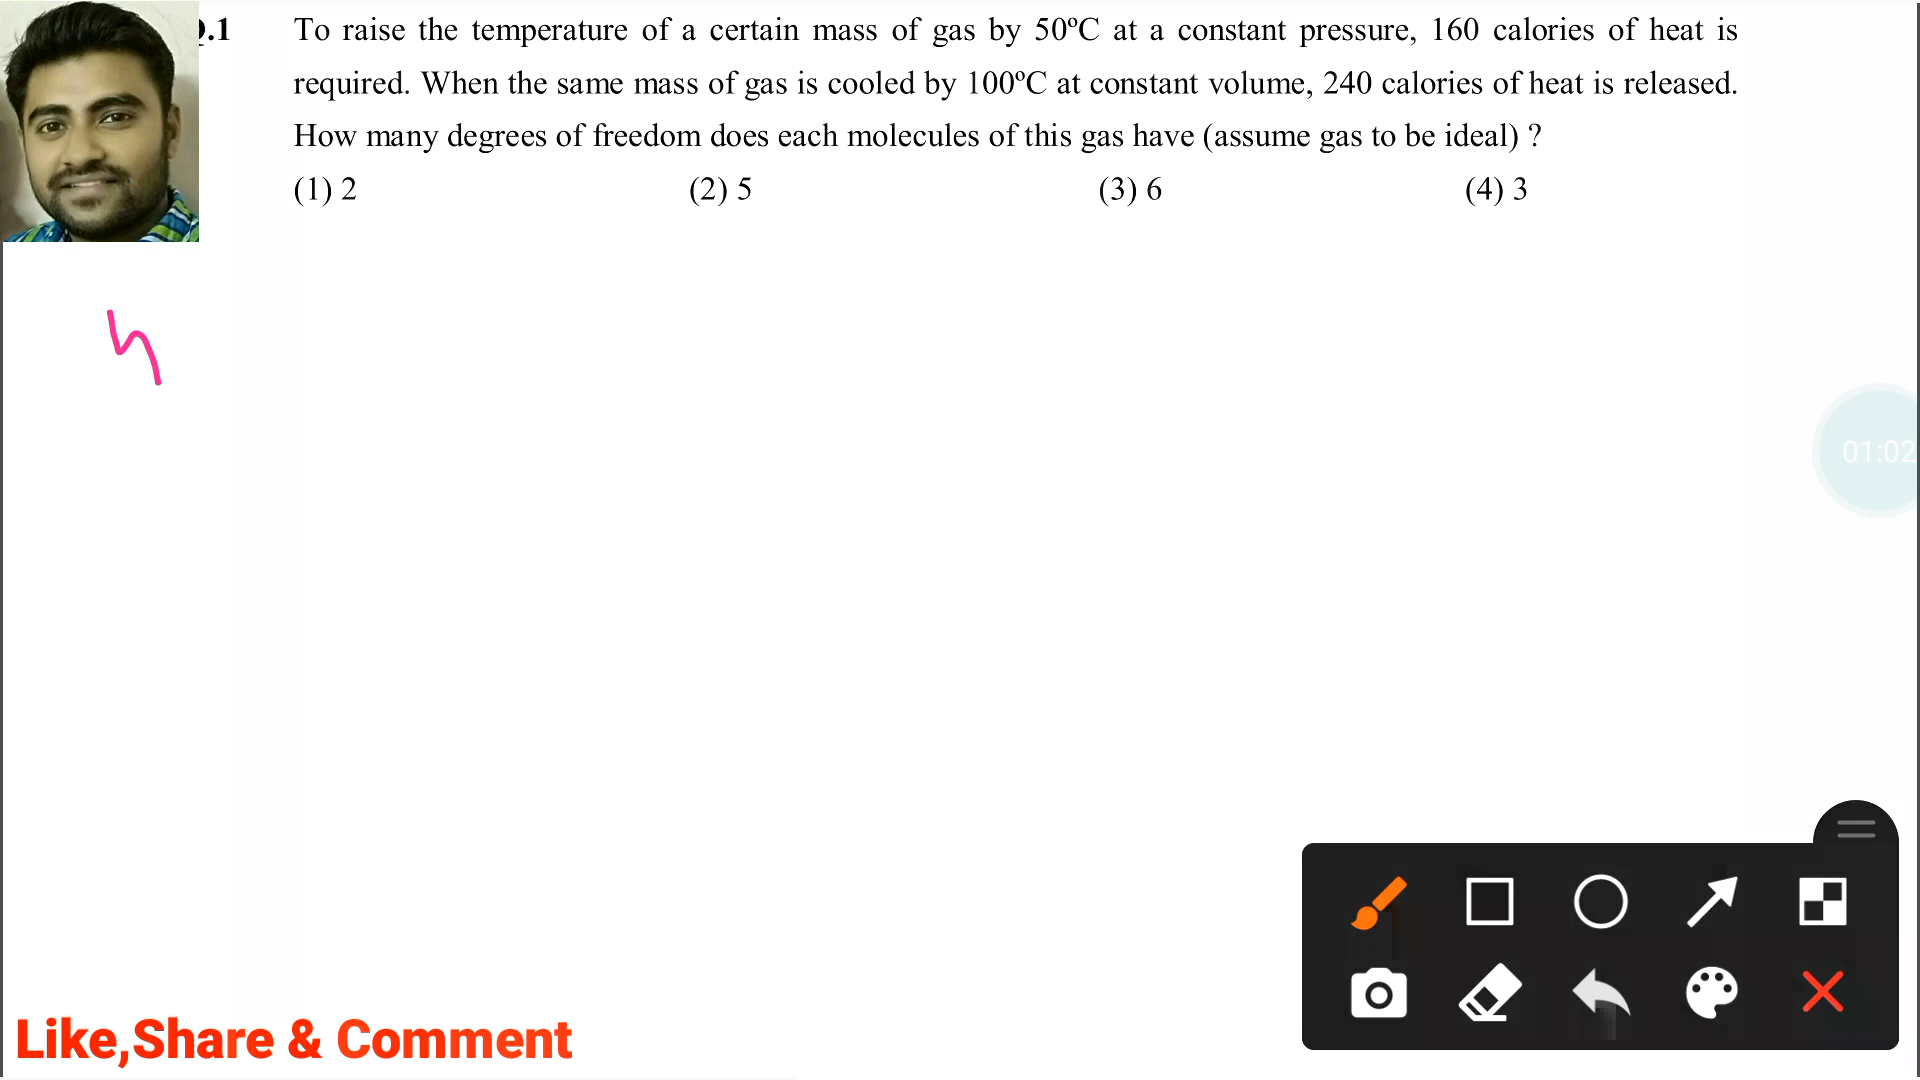 Q.1 To raise the temperature of a certain mass of gas by 50ºC at a constant pressure, 160 calories of heat is
required. When the same mass of gas is cooled by 100ºC at constant volume, 240 calories of heat is released.
How many degrees of freedom does each molecules of this gas have (assume gas to be ideal) ?
(1) 2 (2) 5 (3) 6 (4) 3
01:02
Like,Share & Comment